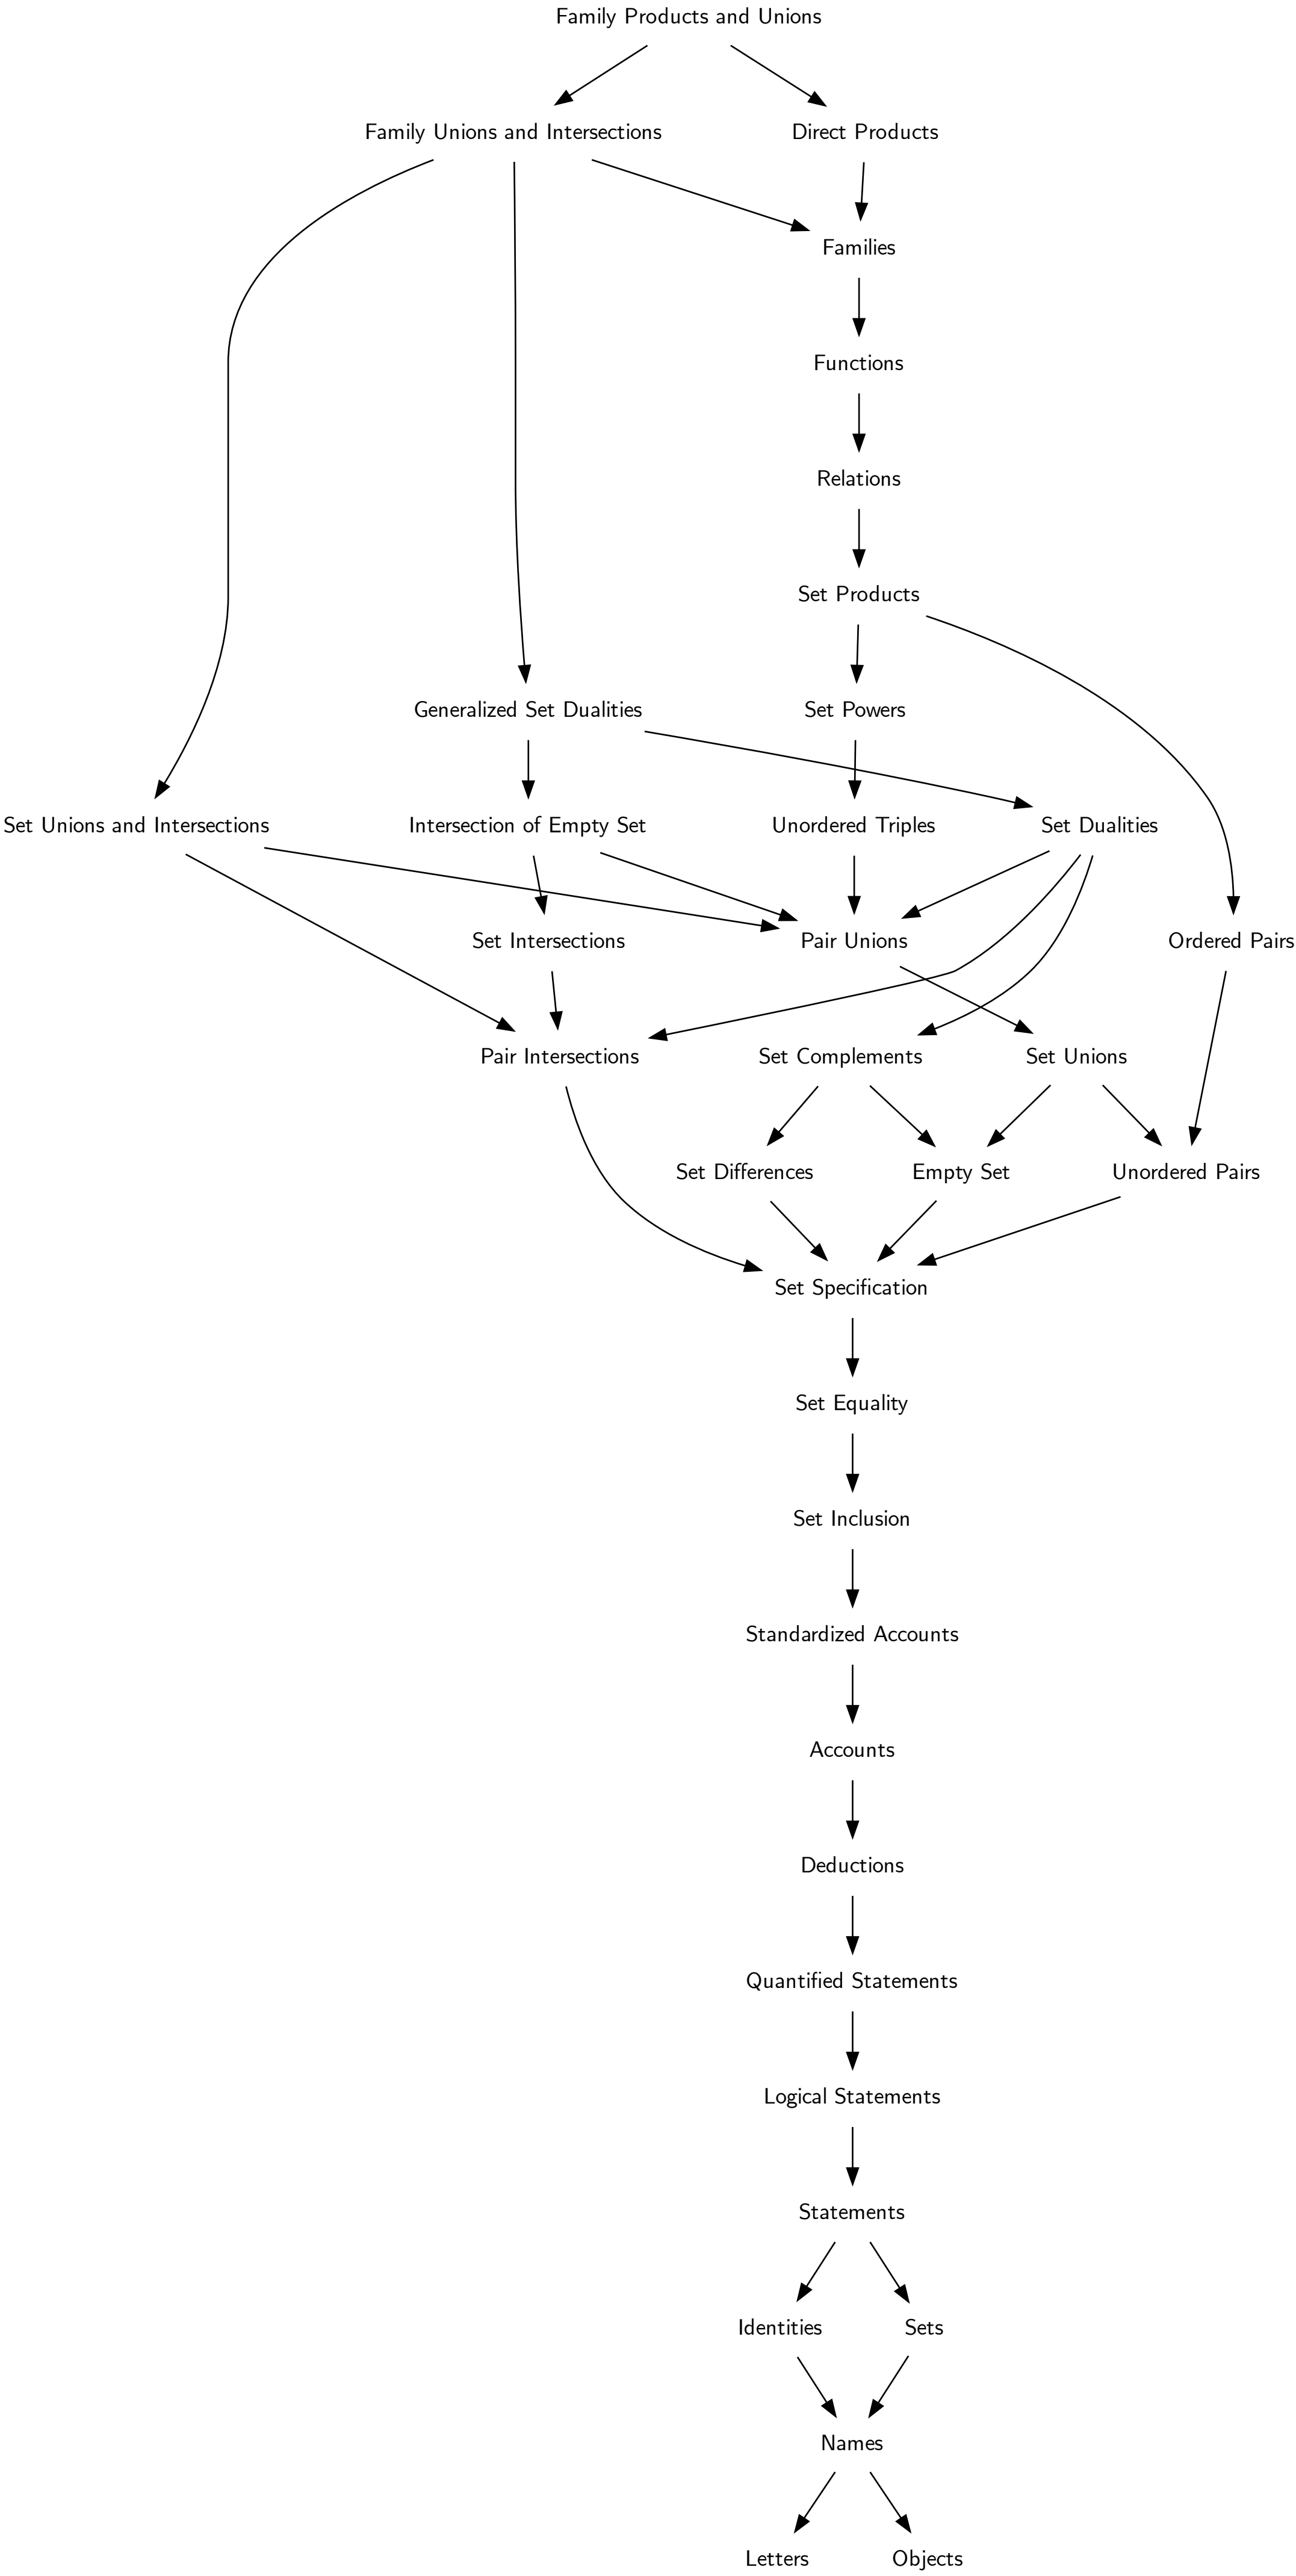 Family Products and Unions
Family Unions and Intersections
Direct Products
Families
Functions
Relations
Set Products
Generalized Set Dualities
Set Powers
Set Unions and Intersections
Intersection of Empty Set
Unordered Triples
Set Dualities
Set Intersections
Pair Unions
Ordered Pairs
Pair Intersections
Set Complements
Set Unions
Set Differences
Empty Set
Unordered Pairs
Set Specification
Set Equality
Set Inclusion
Standardized Accounts
Accounts
Deductions
Quantified Statements
Logical Statements
Statements
Identities
Sets
Names
Letters
Objects